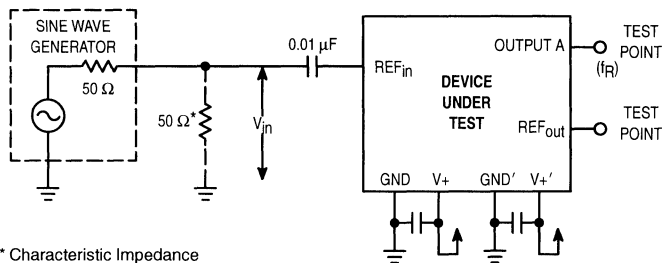 SINE WAVE
GENERATOR
50 Ω
50 Ω*
Vin
0.01 µF
REFin
DEVICE
UNDER
TEST
OUTPUT A
(fR)
TEST
POINT
REFout
TEST
POINT
GND
V+
GND′
V+′
* Characteristic Impedance